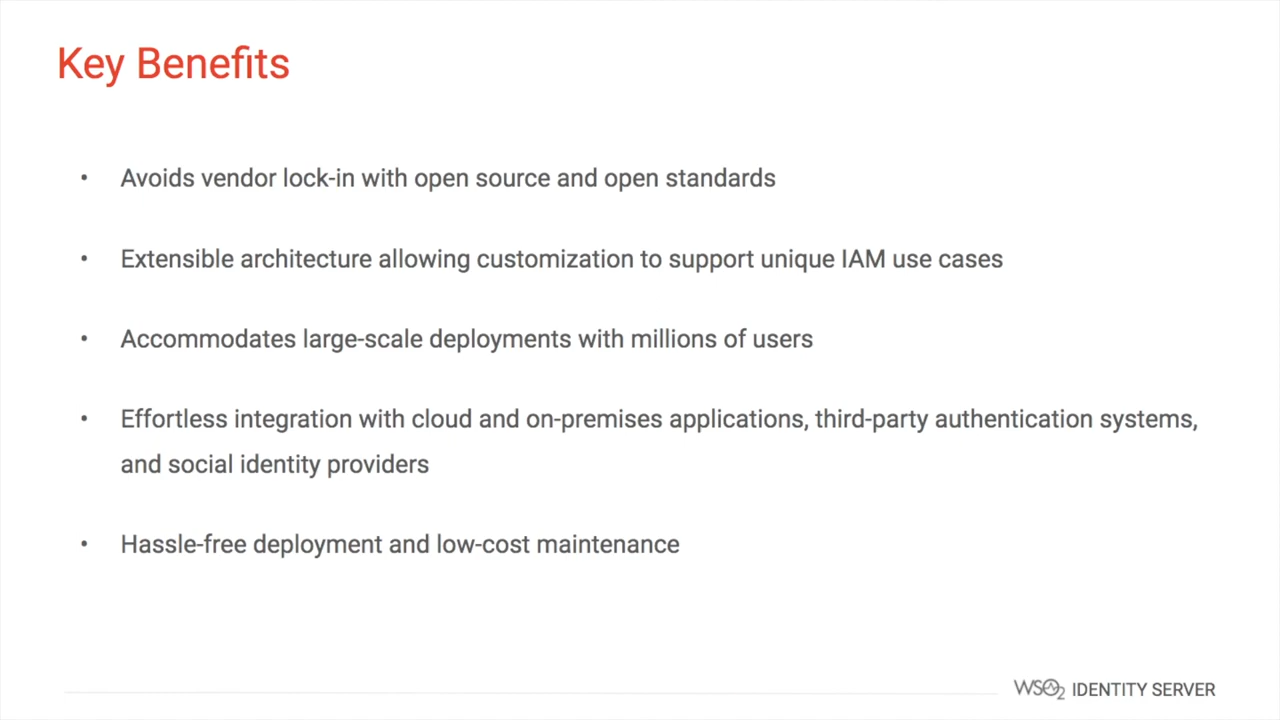 Key Benefits
• Avoids vendor lock-in with open source and open standards
• Extensible architecture allowing customization to support unique IAM use cases
• Accommodates large-scale deployments with millions of users
• Effortless integration with cloud and on-premises applications, third-party authentication systems,
and social identity providers
• Hassle-free deployment and low-cost maintenance
WSO2 IDENTITY SERVER